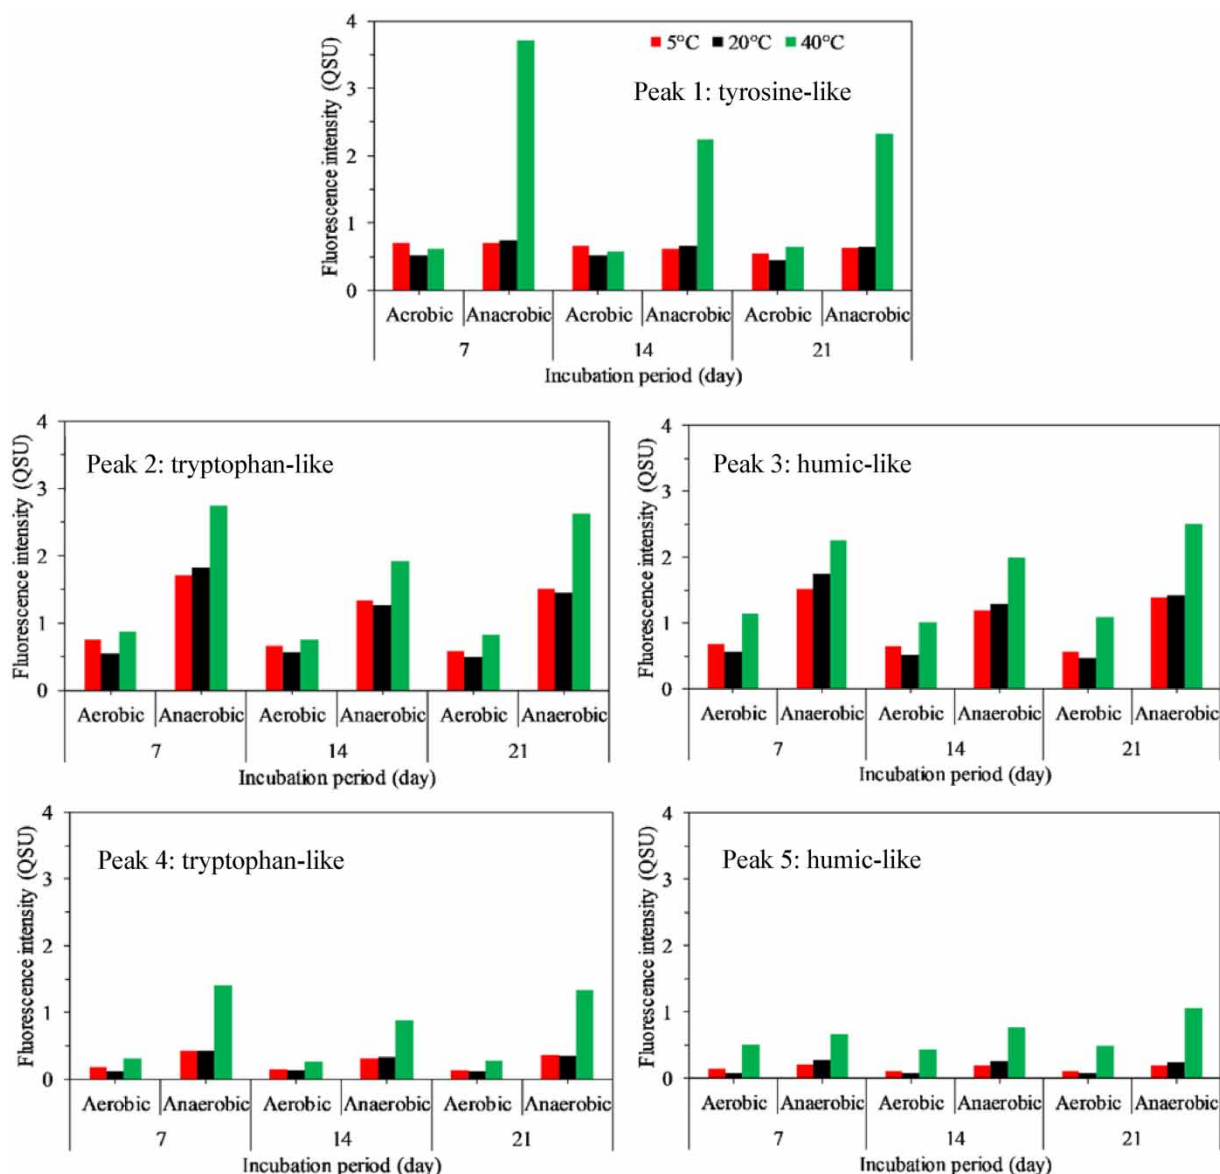 4
3
2
1
0
Fluorescence intensity (QSU)
5°C 20°C 40°C
Peak 1: tyrosine-like
Aerobic Anaerobic Aerobic Anaerobic Aerobic Anaerobic
7 14 21
Incubation period (day)
4
3
2
1
0
Fluorescence intensity (QSU)
Peak 2: tryptophan-like
Aerobic Anaerobic Aerobic Anaerobic Aerobic Anaerobic
7 14 21
Incubation period (day)
4
3
2
1
0
Fluorescence intensity (QSU)
Peak 3: humic-like
Aerobic Anaerobic Aerobic Anaerobic Aerobic Anaerobic
7 14 21
Incubation period (day)
4
3
2
1
0
Fluorescence intensity (QSU)
Peak 4: tryptophan-like
Aerobic Anaerobic Aerobic Anaerobic Aerobic Anaerobic
7 14 21
Incubation period (day)
4
3
2
1
0
Fluorescence intensity (QSU)
Peak 5: humic-like
Aerobic Anaerobic Aerobic Anaerobic Aerobic Anaerobic
7 14 21
Incubation period (day)